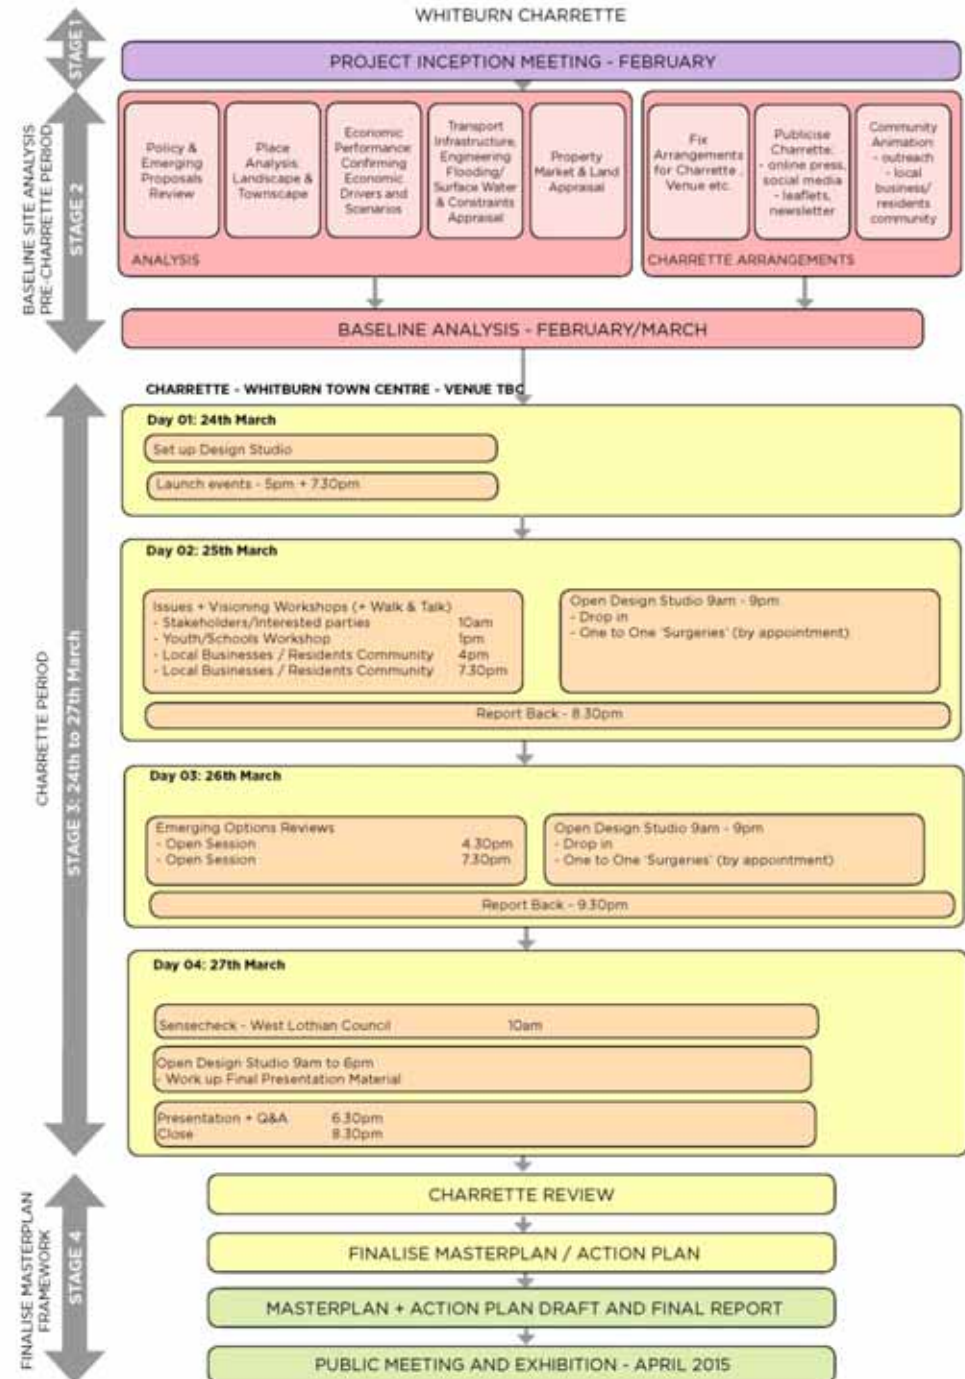 WHITBURN CHARRETTE
STAGE 1
PROJECT INCEPTION MEETING - FEBRUARY
BASELINE SITE ANALYSIS
PRE-CHARRETTE PERIOD
STAGE 2
Policy &
Emerging
Proposals
Review
Place
Analysis,
Landscape &
Townscape
Economic
Performance
Confirming
Economic
Drivers and
Scenarios
Transport
Infrastructure,
Engineering
Flooding/
Surface Water
& Constraints
Appraisal
Property
Market & Land
Appraisal
ANALYSIS
Fix
Arrangements
for Charrette ,
Venue etc.
Publicise
Charrette:
- online press,
social media
- leaflets,
newsletter
Community
Animation
- outreach
- local
business/
residents
community
CHARRETTE ARRANGEMENTS
BASELINE ANALYSIS - FEBRUARY/MARCH
CHARRETTE PERIOD
STAGE 3: 24th to 27th March
CHARRETTE - WHITBURN TOWN CENTRE - VENUE TBC
Day 01: 24th March
Set up Design Studio
Launch events - 5pm + 7.30pm
Day 02: 25th March
Issues + Visioning Workshops (+ Walk & Talk)
- Stakeholders/Interested parties 10am
- Youth/Schools Workshop 1pm
- Local Businesses / Residents Community 4pm
- Local Businesses / Residents Community 7.30pm
Open Design Studio 9am - 9pm
- Drop in
- One to One 'Surgeries' (by appointment)
Report Back - 8.30pm
Day 03: 26th March
Emerging Options Reviews
- Open Session 4.30pm
- Open Session 7.30pm
Open Design Studio 9am - 9pm
- Drop in
- One to One 'Surgeries' (by appointment)
Report Back - 9.30pm
Day 04: 27th March
Sensecheck - West Lothian Council 10am
Open Design Studio 9am to 6pm
- Work up Final Presentation Material
Presentation + Q&A 6.30pm
Close 8.30pm
FINALISE MASTERPLAN
FRAMEWORK
STAGE 4
CHARRETTE REVIEW
FINALISE MASTERPLAN / ACTION PLAN
MASTERPLAN + ACTION PLAN DRAFT AND FINAL REPORT
PUBLIC MEETING AND EXHIBITION - APRIL 2015